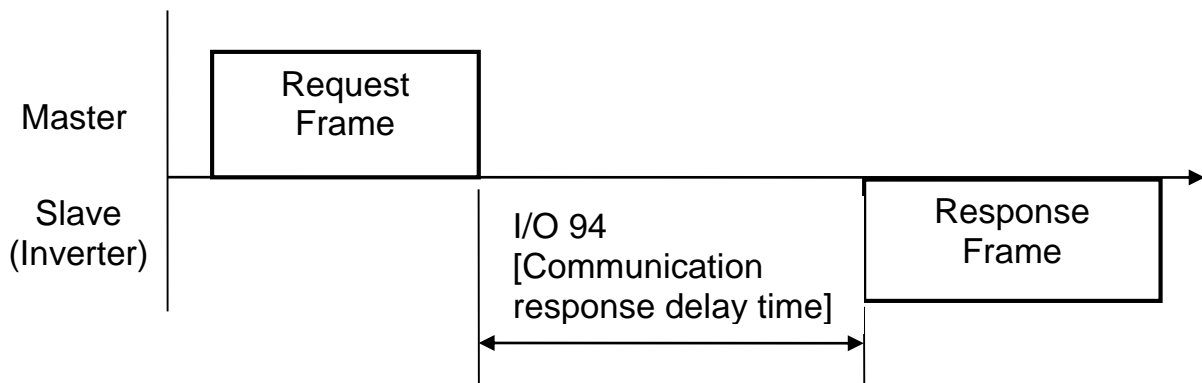 Request
Frame
Master
Slave
(Inverter)
I/O 94
[Communication
response delay time]
Response
Frame